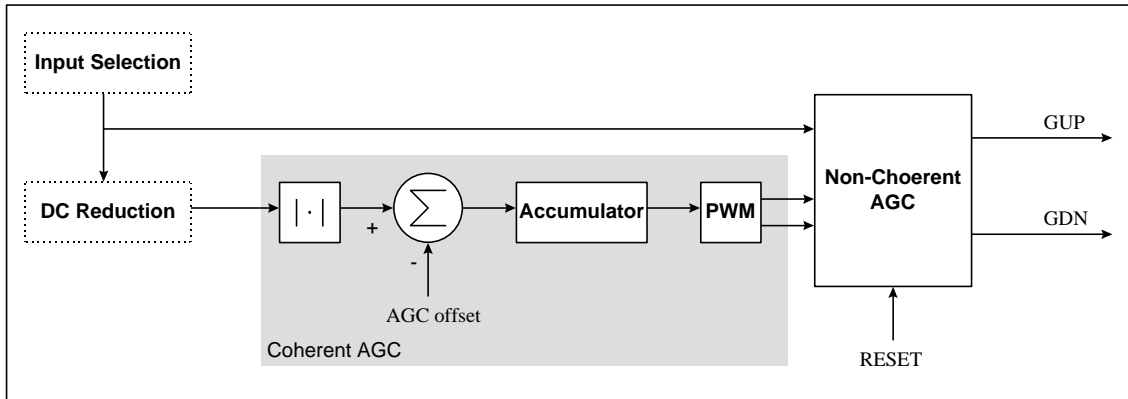 Input Selection
GUP
Non-Choerent
AGC
DC Reduction
| · |
+
∑
Accumulator
PWM
GDN
-
AGC offset
Coherent AGC
RESET